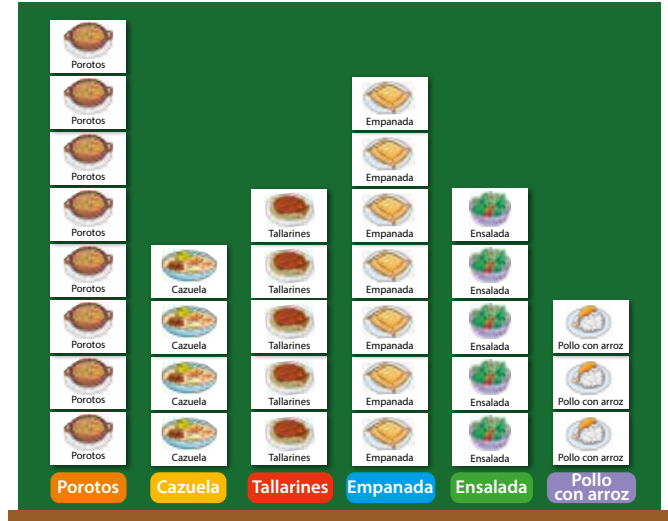 Porotos
Porotos
Empanada
Porotos
Empanada
Porotos
Tallarines
Empanada
Ensalada
Porotos
Cazuela
Tallarines
Empanada
Ensalada
Porotos
Cazuela
Tallarines
Empanada
Ensalada
Pollo con arroz
Porotos
Cazuela
Tallarines
Empanada
Ensalada
Pollo con arroz
Porotos
Cazuela
Tallarines
Empanada
Ensalada
Pollo con arroz
Porotos
Cazuela
Tallarines
Empanada
Ensalada
Pollo
con arroz